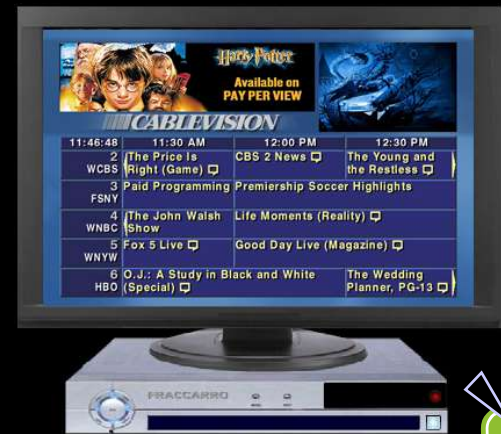 Harry Potter
Available on
PAY PER VIEW
CABLEVISION
11:46:48 11:30 AM 12:00 PM 12:30 PM
2 The Price Is CBS 2 News The Young and
WCBS Right (Game) the Restless
3 Paid Programming Premiership Soccer Highlights
FSNY
4 The John Walsh Life Moments (Reality)
WNBC Show
5 Fox 5 Live Good Day Live (Magazine)
WNYW
6 O.J.: A Study in Black and White The Wedding
HBO (Special) Planner, PG-13
FRACCARRO